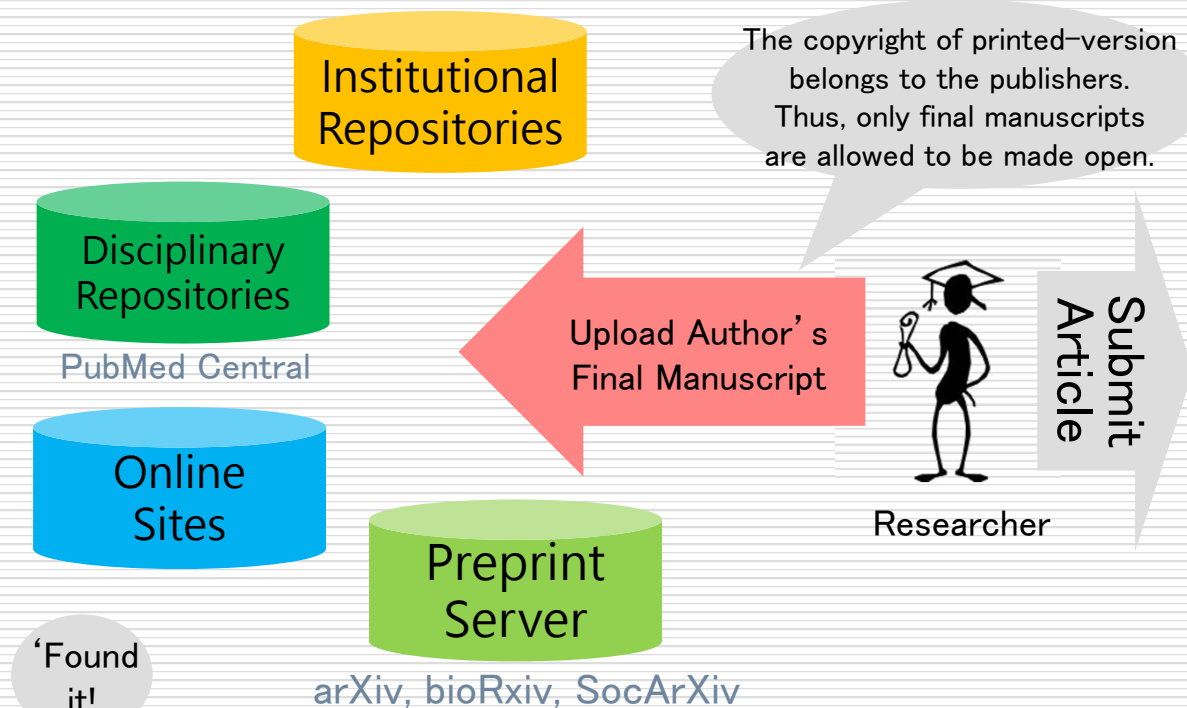 Institutional
Repositories
The copyright of printed-version
belongs to the publishers.
Thus, only final manuscripts
are allowed to be made open.
Disciplinary
Repositories
PubMed Central
Upload Author's
Final Manuscript
Submit
Article
Researcher
Online
Sites
Preprint
Server
arXiv, bioRxiv, SocArXiv
‘Found
it!